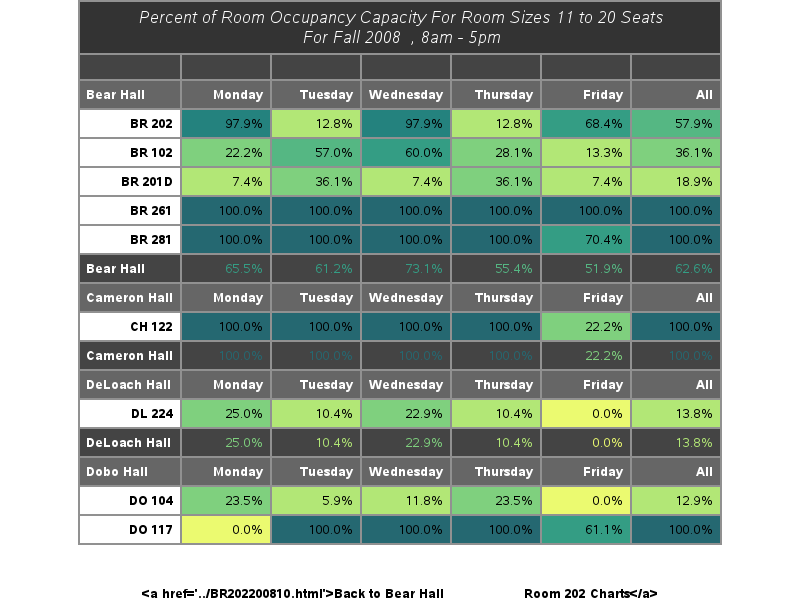 Percent of Room Occupancy Capacity For Room Sizes 11 to 20 Seats
For Fall 2008 , 8am - 5pm
Bear Hall Monday Tuesday Wednesday Thursday Friday All
BR 202 97.9% 12.8% 97.9% 12.8% 68.4% 57.9%
BR 102 22.2% 57.0% 60.0% 28.1% 13.3% 36.1%
BR 201D 7.4% 36.1% 7.4% 36.1% 7.4% 18.9%
BR 261 100.0% 100.0% 100.0% 100.0% 100.0% 100.0%
BR 281 100.0% 100.0% 100.0% 100.0% 70.4% 100.0%
Bear Hall 65.5% 61.2% 73.1% 55.4% 51.9% 62.6%
Cameron Hall Monday Tuesday Wednesday Thursday Friday All
CH 122 100.0% 100.0% 100.0% 100.0% 22.2% 100.0%
Cameron Hall 100.0% 100.0% 100.0% 100.0% 22.2% 100.0%
DeLoach Hall Monday Tuesday Wednesday Thursday Friday All
DL 224 25.0% 10.4% 22.9% 10.4% 0.0% 13.8%
DeLoach Hall 25.0% 10.4% 22.9% 10.4% 0.0% 13.8%
Dobo Hall Monday Tuesday Wednesday Thursday Friday All
DO 104 23.5% 5.9% 11.8% 23.5% 0.0% 12.9%
DO 117 0.0% 100.0% 100.0% 100.0% 61.1% 100.0%
<a href='../BR202200810.html'>Back to Bear Hall Room 202 Charts</a>